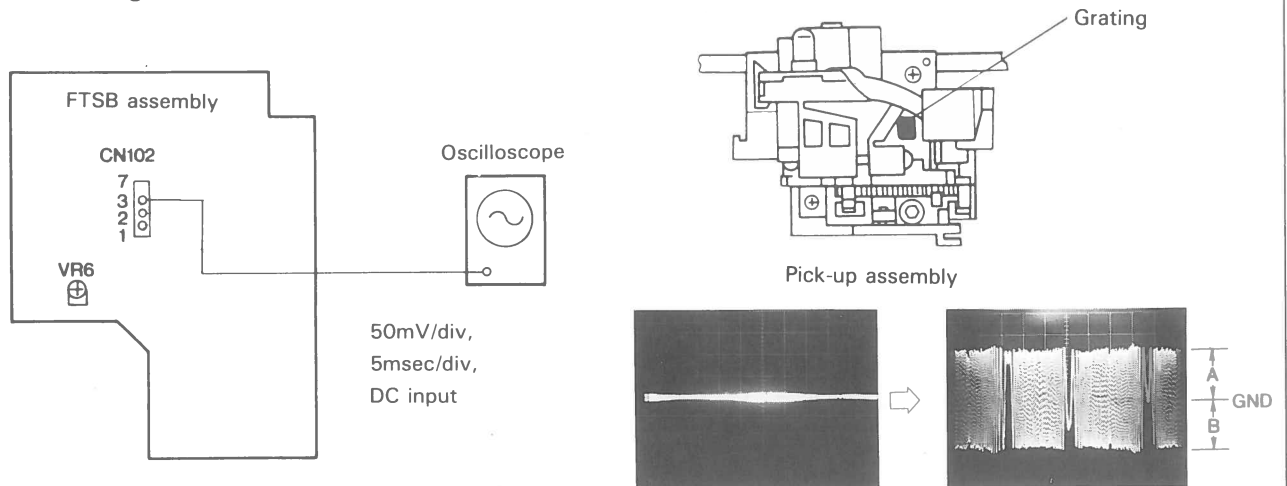 FTSB assembly
CN102
7
3
2
1
VR6
Oscilloscope
50mV/div,
5msec/div,
DC input
Grating
Pick-up assembly
A
GND
B